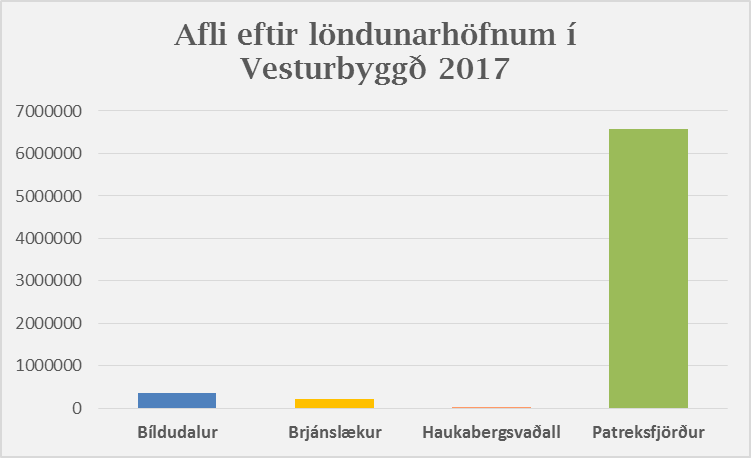 Afli eftir löndunarhöfnum í
Vesturbyggð 2017
7000000
6000000
5000000
4000000
3000000
2000000
1000000
0
Bíldudalur Brjánslækur Haukabergsvaðall Patreksfjörður